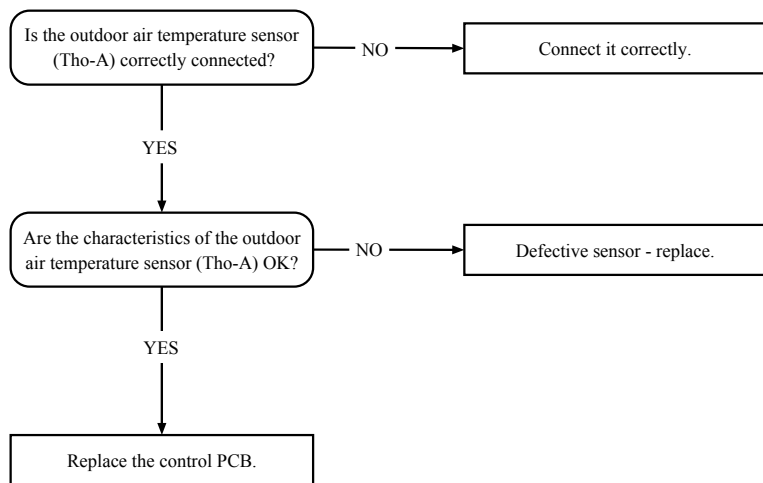 Is the outdoor air temperature sensor
(Tho-A) correctly connected?
NO
Connect it correctly.
YES
Are the characteristics of the outdoor
air temperature sensor (Tho-A) OK?
NO
Defective sensor - replace.
YES
Replace the control PCB.